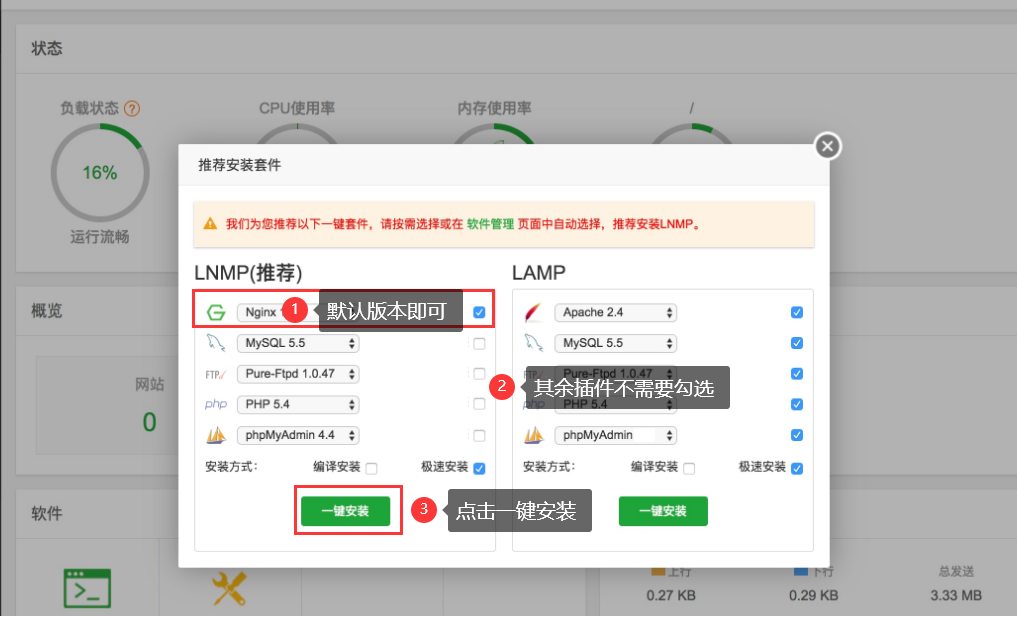 状态
负载状态 ?
CPU使用率
内存使用率
/
16%
运行流畅
推荐安装套件
我们为您推荐以下一键套件，请按需选择或在 软件管理 页面中自动选择，推荐安装LNMP。
LNMP(推荐)
Nginx
1
默认版本即可
MySQL 5.5
FTP
Pure-Ftpd 1.0.47
php
PHP 5.4
phpMyAdmin 4.4
安装方式：
编译安装
极速安装
一键安装
3
点击一键安装
LAMP
Apache 2.4
MySQL 5.5
FTP
Pure-Ftpd 1.0.47
2
其余插件不需要勾选
php
PHP 5.4
phpMyAdmin
安装方式：
编译安装
极速安装
一键安装
概览
网站
0
软件
上行
下行
总发送
0.27 KB
0.29 KB
3.33 MB